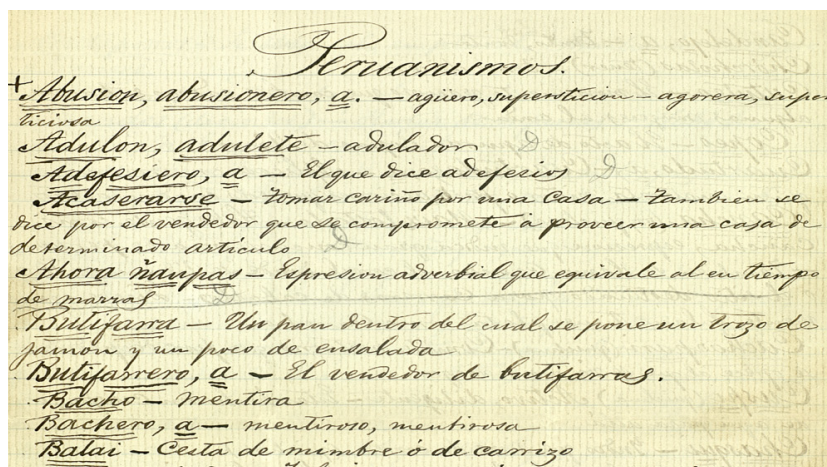 Peruanismos.
+ Abusion, abusionero, a. — agüero, supersticion — agorera, super
ticiosa
Adulon, adulete — adulador
Adefesiero, a — El que dice adefesios
Acaserarse — Tomar cariño por una casa — Tambien se
dice por el vendedor que se compromete á proveer una casa de
determinado artículo
Ahora ñaupas — Espresion adverbial que equivale al en tiempo
de marras
Butifarra — Un pan dentro del cual se pone un trozo de
jamon y un poco de ensalada
Butifarrero, a — El vendedor de butifarras.
Bacho — mentira
Bachero, a — mentiroso, mentirosa
Balai — Cesta de mimbre ó de carrizo